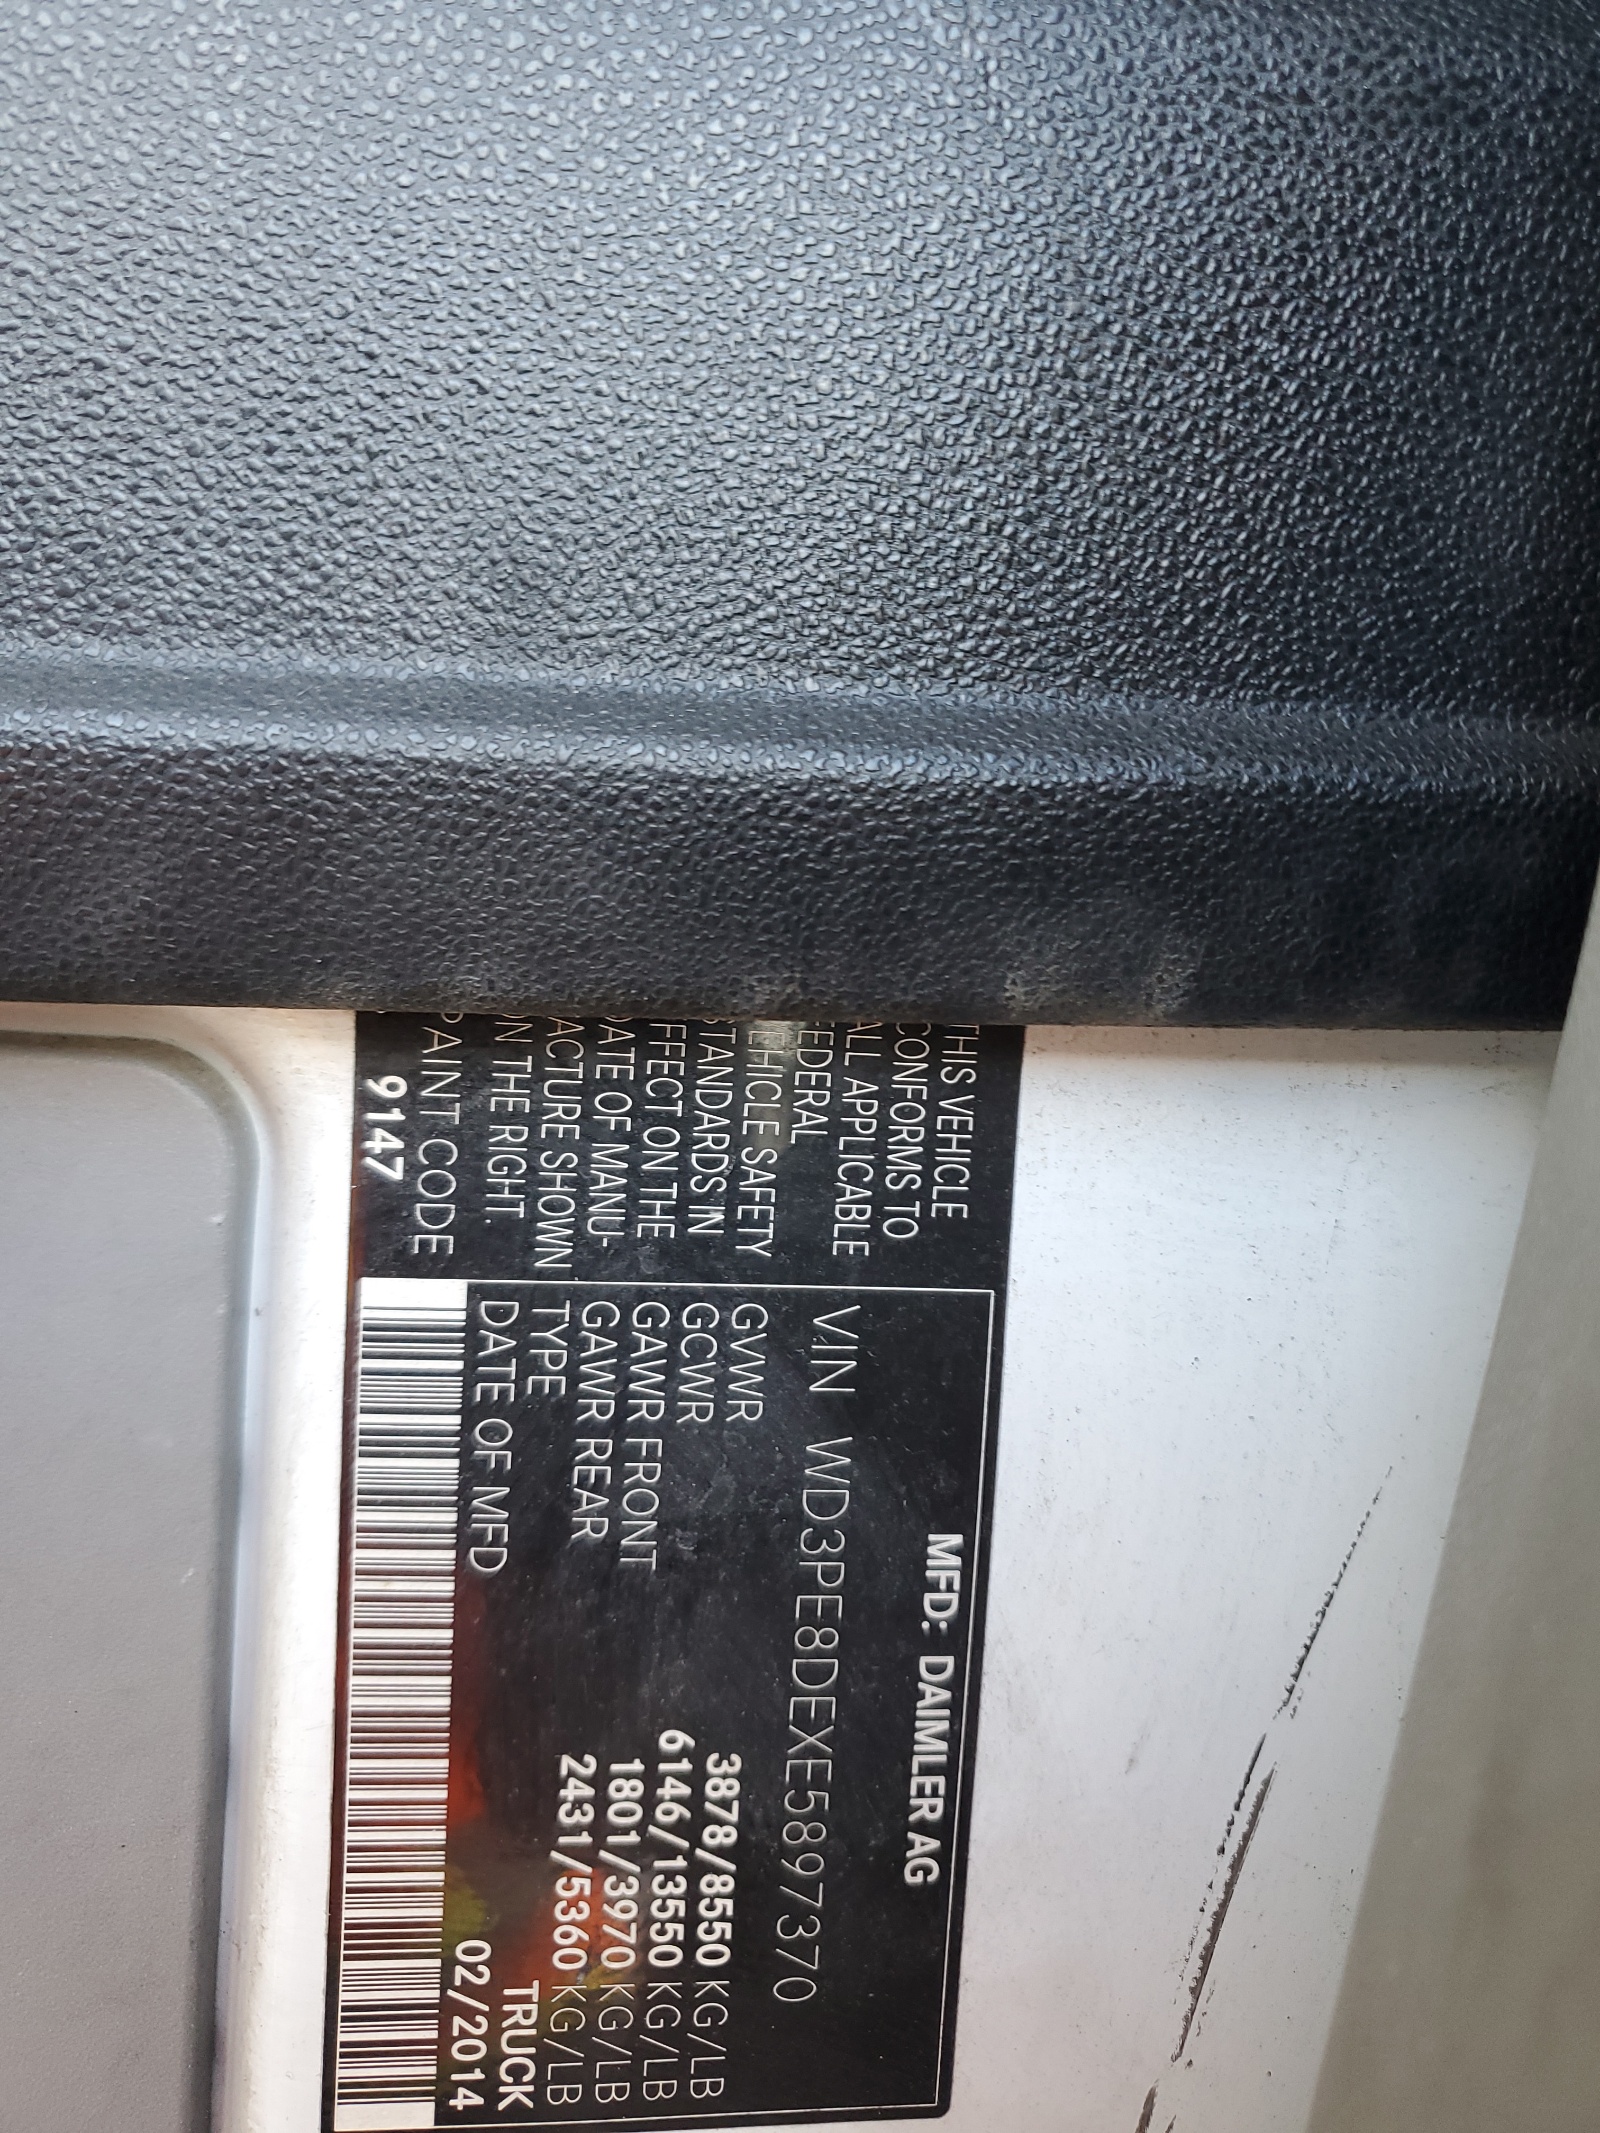 THIS VEHICLE
CONFORMS TO
ALL APPLICABLE
FEDERAL
VEHICLE SAFETY
STANDARDS IN
EFFECT ON THE
DATE OF MANU-
ACTURE SHOWN
ON THE RIGHT.
PAINT CODE
9147
MFD: DAIMLER AG
VIN WD3PE8DEXE5897370
GVWR 3878/8550 KG/LB
GCWR 6146/13550 KG/LB
GAWR FRONT 1801/3970 KG/LB
GAWR REAR 2431/5360 KG/LB
TYPE TRUCK
DATE OF MFD 02/2014